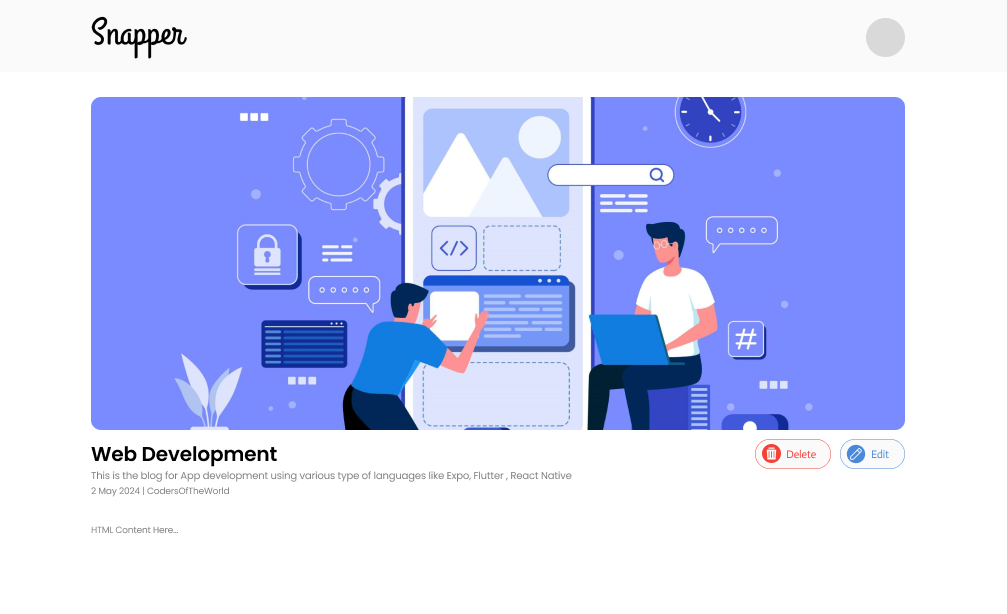 Snapper
</>
#
Web Development
Delete
Edit
This is the blog for App development using various type of languages like Expo, Flutter , React Native
2 May 2024 | CodersOfTheWorld
HTML Content Here...